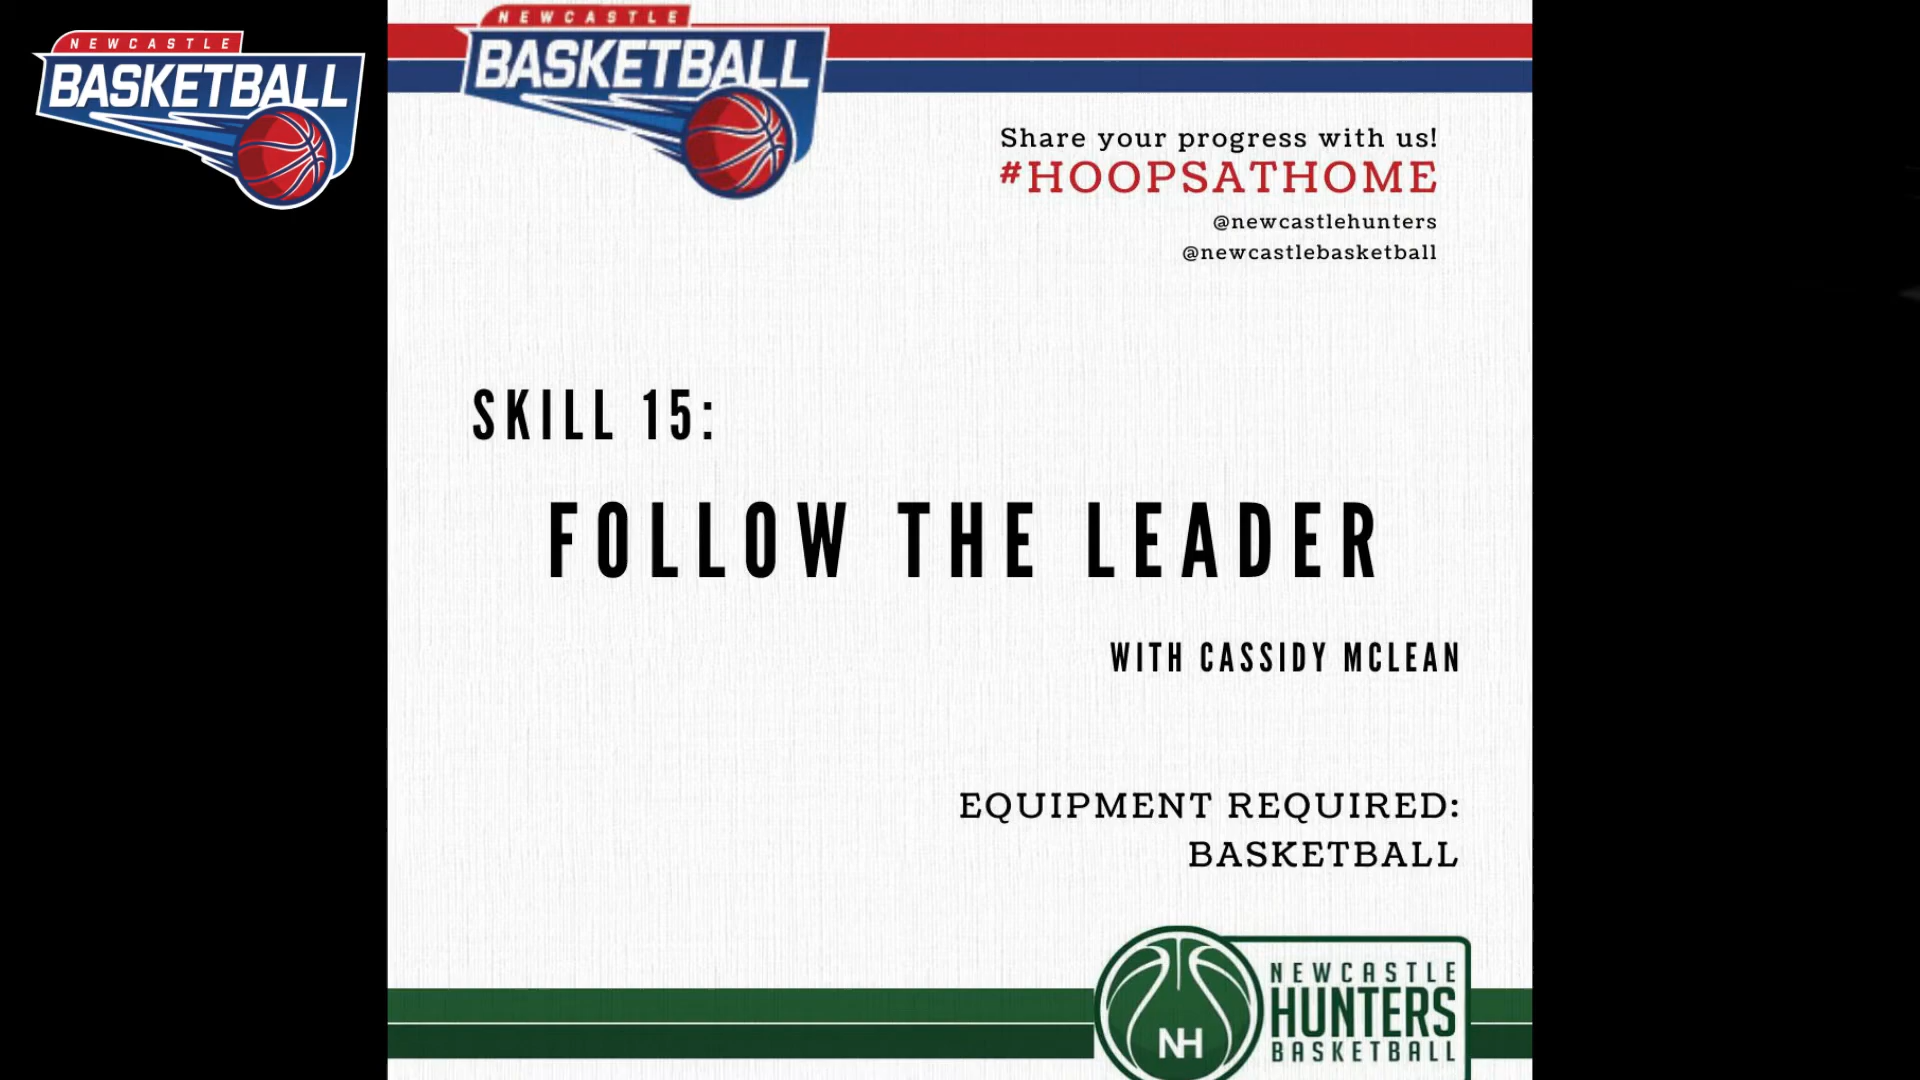 NEWCASTLE
BASKETBALL
NEWCASTLE
BASKETBALL
Share your progress with us!
#HOOPSATHOME
@newcastlehunters
@newcastlebasketball
SKILL 15:
FOLLOW THE LEADER
WITH CASSIDY MCLEAN
EQUIPMENT REQUIRED:
BASKETBALL
NH
NEWCASTLE
HUNTERS
BASKETBALL